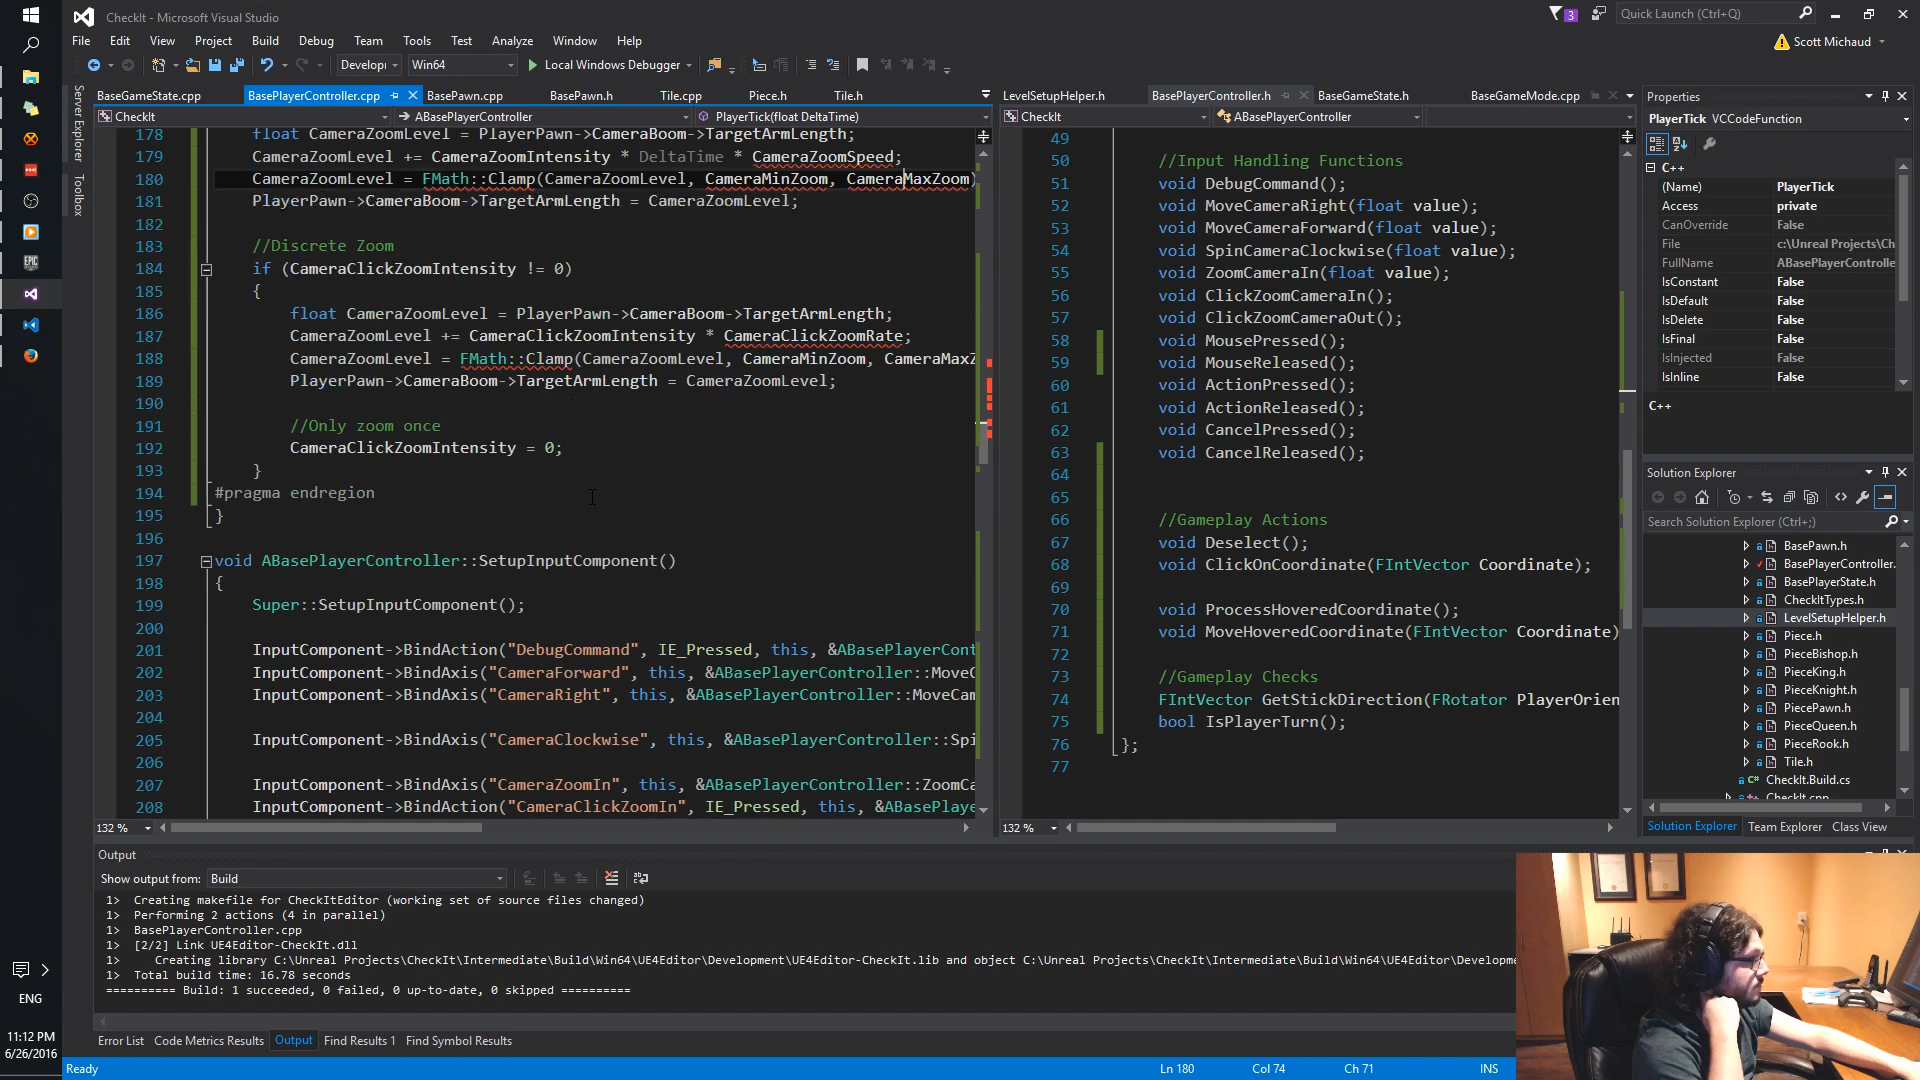 CheckIt - Microsoft Visual Studio
3
Quick Launch (Ctrl+Q)
File Edit View Project Build Debug Team Tools Test Analyze Window Help
Scott Michaud
Developı Win64 Local Windows Debugger
Server Explorer
Toolbox
BaseGameState.cpp BasePlayerController.cpp BasePawn.cpp BasePawn.h Tile.cpp Piece.h Tile.h
CheckIt ABasePlayerController PlayerTick(float DeltaTime)
178 float CameraZoomLevel = PlayerPawn->CameraBoom->TargetArmLength;
179 CameraZoomLevel += CameraZoomIntensity * DeltaTime * CameraZoomSpeed;
180 CameraZoomLevel = FMath::Clamp(CameraZoomLevel, CameraMinZoom, CameraMaxZoom)
181 PlayerPawn->CameraBoom->TargetArmLength = CameraZoomLevel;
182
183 //Discrete Zoom
184 if (CameraClickZoomIntensity != 0)
185 {
186 float CameraZoomLevel = PlayerPawn->CameraBoom->TargetArmLength;
187 CameraZoomLevel += CameraClickZoomIntensity * CameraClickZoomRate;
188 CameraZoomLevel = FMath::Clamp(CameraZoomLevel, CameraMinZoom, CameraMaxZ
189 PlayerPawn->CameraBoom->TargetArmLength = CameraZoomLevel;
190
191 //Only zoom once
192 CameraClickZoomIntensity = 0;
193 }
194 #pragma endregion
195 }
196
197 void ABasePlayerController::SetupInputComponent()
198 {
199 Super::SetupInputComponent();
200
201 InputComponent->BindAction("DebugCommand", IE_Pressed, this, &ABasePlayerCont
202 InputComponent->BindAxis("CameraForward", this, &ABasePlayerController::MoveC
203 InputComponent->BindAxis("CameraRight", this, &ABasePlayerController::MoveCam
204
205 InputComponent->BindAxis("CameraClockwise", this, &ABasePlayerController::Spi
206
207 InputComponent->BindAxis("CameraZoomIn", this, &ABasePlayerController::ZoomCa
208 InputComponent->BindAction("CameraClickZoomIn", IE_Pressed, this, &ABasePlaye
132 %
LevelSetupHelper.h BasePlayerController.h BaseGameState.h BaseGameMode.cpp
CheckIt ABasePlayerController
49
50 //Input Handling Functions
51 void DebugCommand();
52 void MoveCameraRight(float value);
53 void MoveCameraForward(float value);
54 void SpinCameraClockwise(float value);
55 void ZoomCameraIn(float value);
56 void ClickZoomCameraIn();
57 void ClickZoomCameraOut();
58 void MousePressed();
59 void MouseReleased();
60 void ActionPressed();
61 void ActionReleased();
62 void CancelPressed();
63 void CancelReleased();
64
65
66 //Gameplay Actions
67 void Deselect();
68 void ClickOnCoordinate(FIntVector Coordinate);
69
70 void ProcessHoveredCoordinate();
71 void MoveHoveredCoordinate(FIntVector Coordinate)
72
73 //Gameplay Checks
74 FIntVector GetStickDirection(FRotator PlayerOrien
75 bool IsPlayerTurn();
76 };
77
132 %
Properties
PlayerTick VCCodeFunction
C++
(Name) PlayerTick
Access private
CanOverride False
File c:\Unreal Projects\Ch
FullName ABasePlayerControlle
IsConstant False
IsDefault False
IsDelete False
IsFinal False
IsInjected False
IsInline False
C++
Solution Explorer
Search Solution Explorer (Ctrl+;)
BasePawn.h
BasePlayerController.
BasePlayerState.h
CheckItTypes.h
LevelSetupHelper.h
Piece.h
PieceBishop.h
PieceKing.h
PieceKnight.h
PiecePawn.h
PieceQueen.h
PieceRook.h
Tile.h
CheckIt.Build.cs
CheckIt.cpp
Solution Explorer Team Explorer Class View
Output
Show output from: Build
1> Creating makefile for CheckItEditor (working set of source files changed)
1> Performing 2 actions (4 in parallel)
1> BasePlayerController.cpp
1> [2/2] Link UE4Editor-CheckIt.dll
1> Creating library C:\Unreal Projects\CheckIt\Intermediate\Build\Win64\UE4Editor\Development\UE4Editor-CheckIt.lib and object C:\Unreal Projects\CheckIt\Intermediate\Build\Win64\UE4Editor\Developme
1> Total build time: 16.78 seconds
========== Build: 1 succeeded, 0 failed, 0 up-to-date, 0 skipped ==========
Error List Code Metrics Results Output Find Results 1 Find Symbol Results
Ready Ln 180 Col 74 Ch 71 INS
EPIC
ENG
11:12 PM
6/26/2016